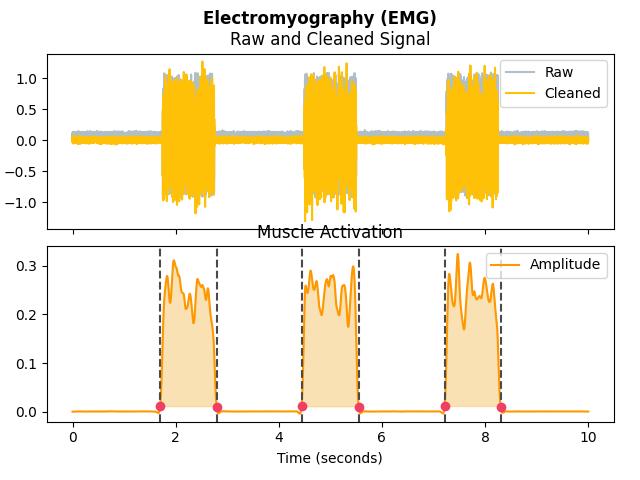 Electromyography (EMG)
Raw and Cleaned Signal
1.0
0.5
0.0
−0.5
−1.0
Raw
Cleaned
Muscle Activation
0.3
0.2
0.1
0.0
Amplitude
0 2 4 6 8 10
Time (seconds)